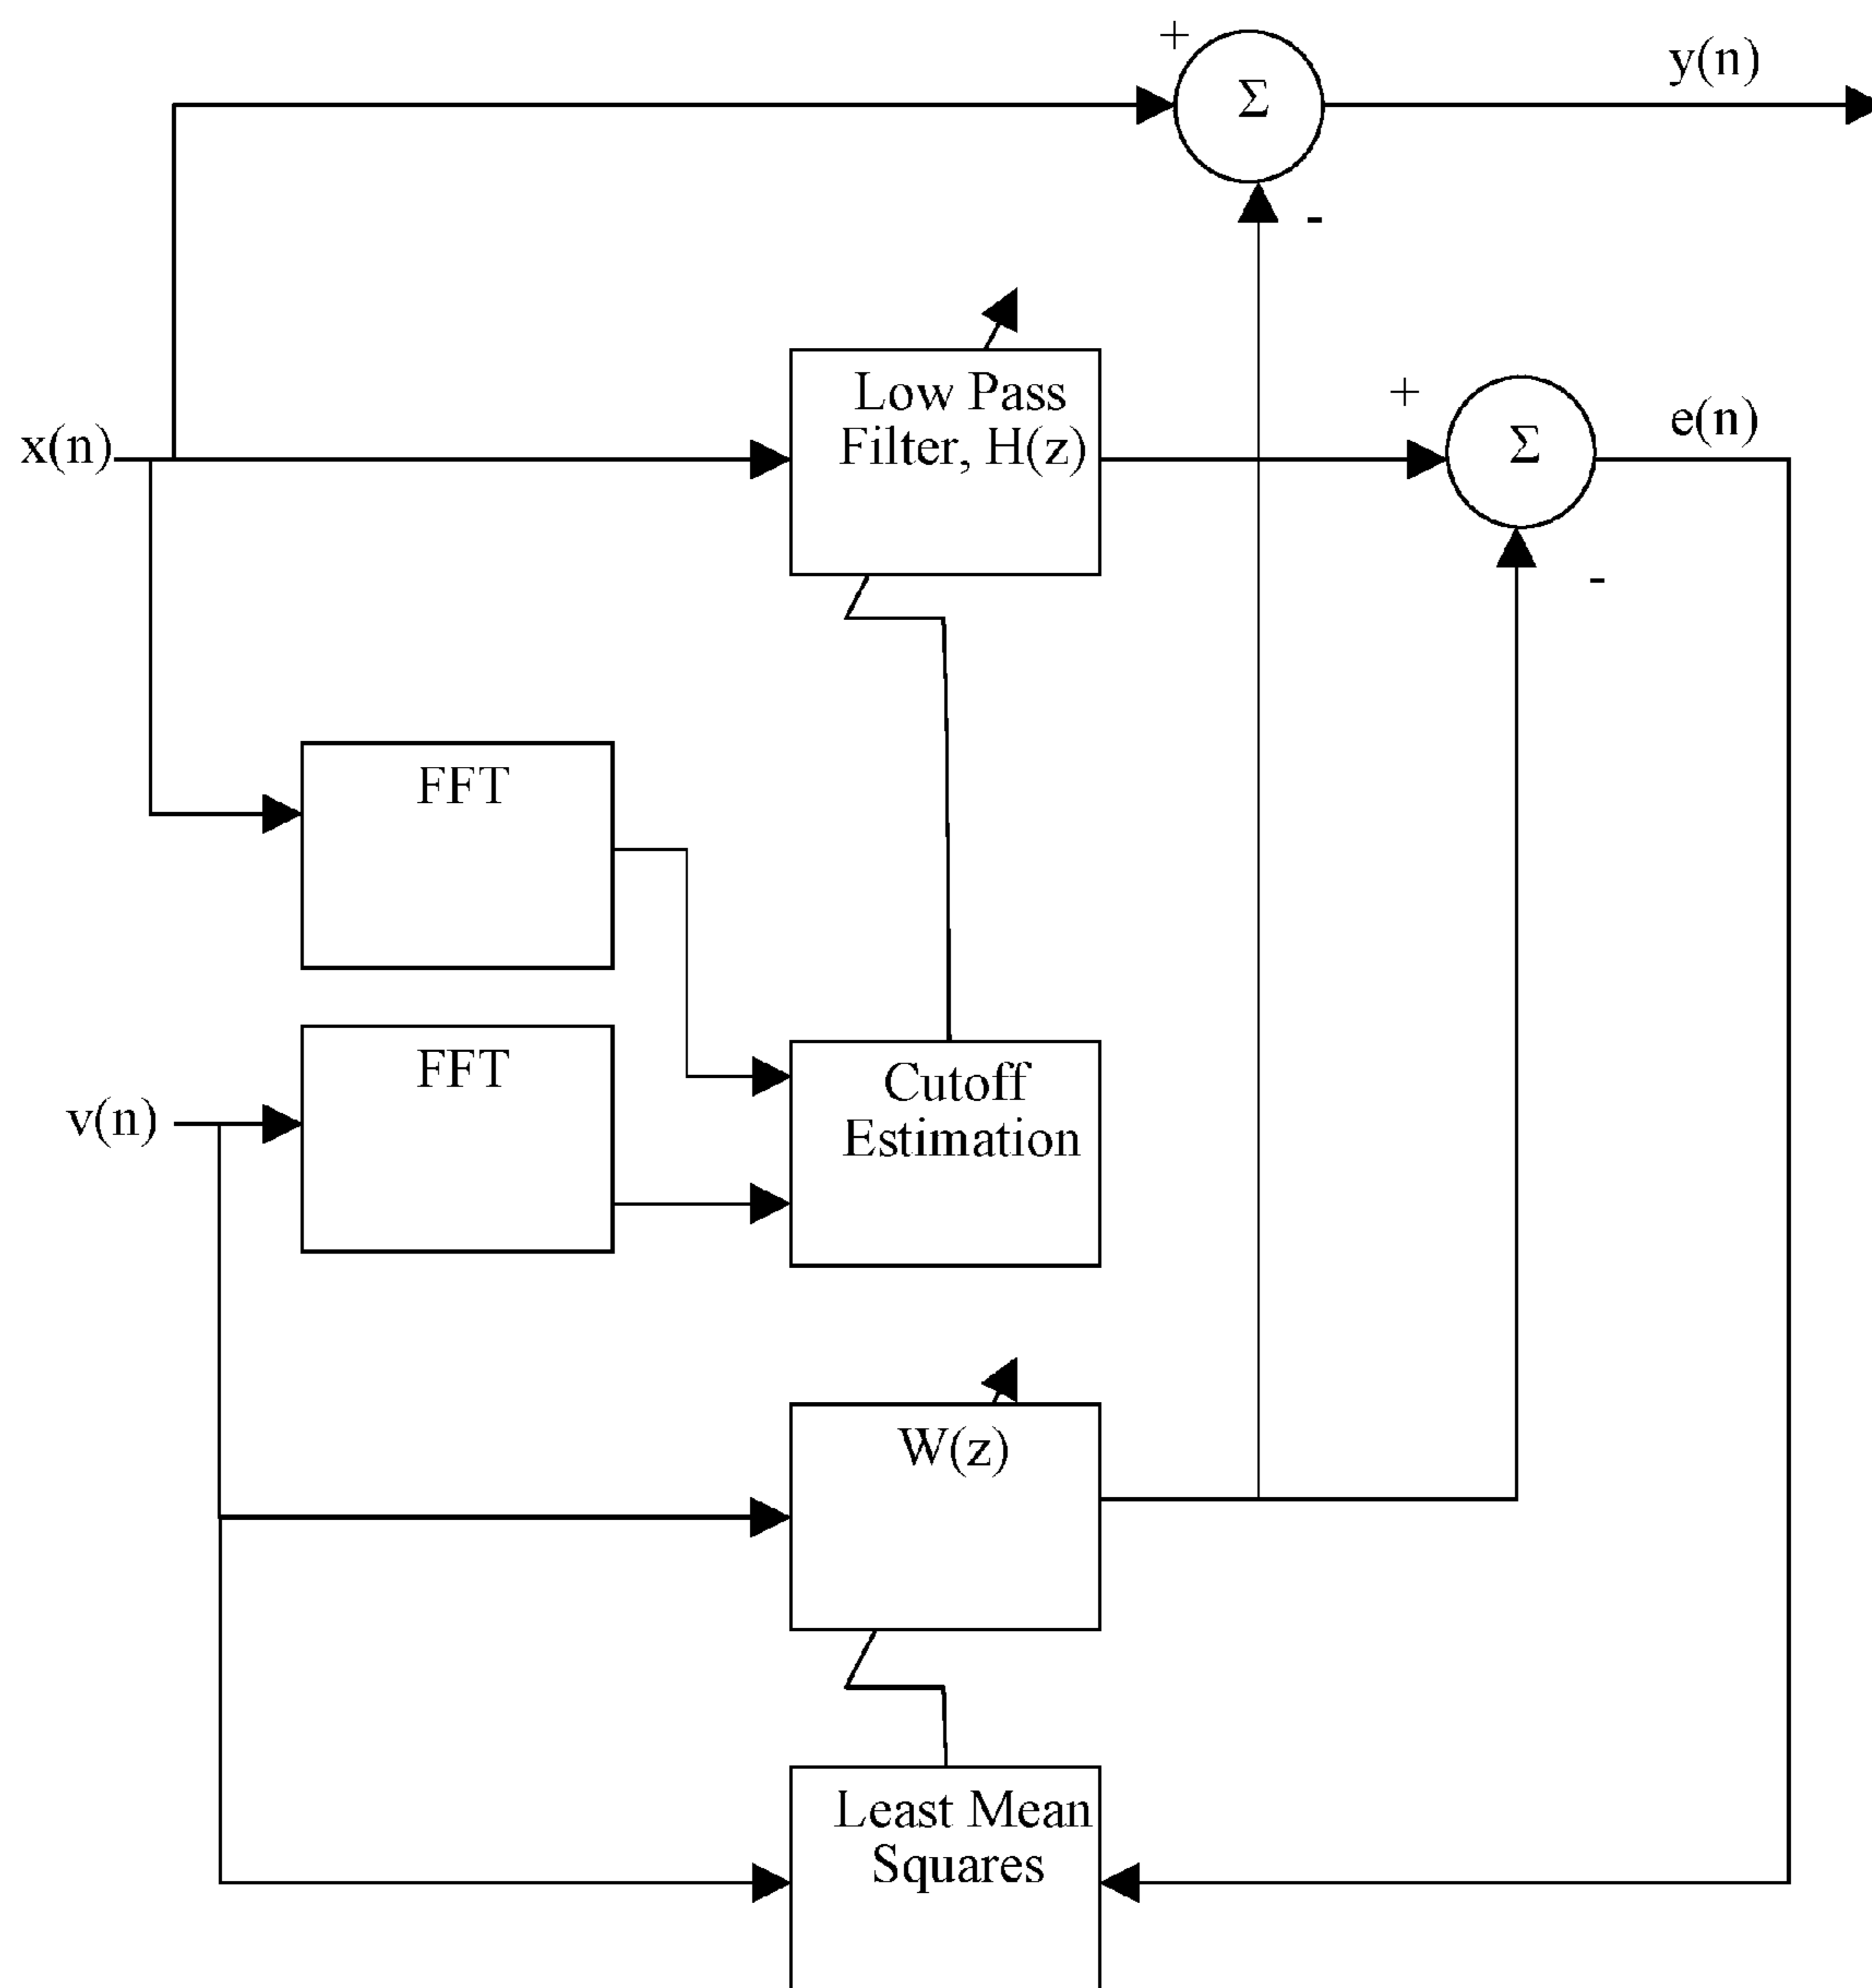 +
Σ
y(n)
-
Low Pass
Filter, H(z)
x(n)
+
Σ
e(n)
-
FFT
FFT
v(n)
Cutoff
Estimation
W(z)
Least Mean
Squares